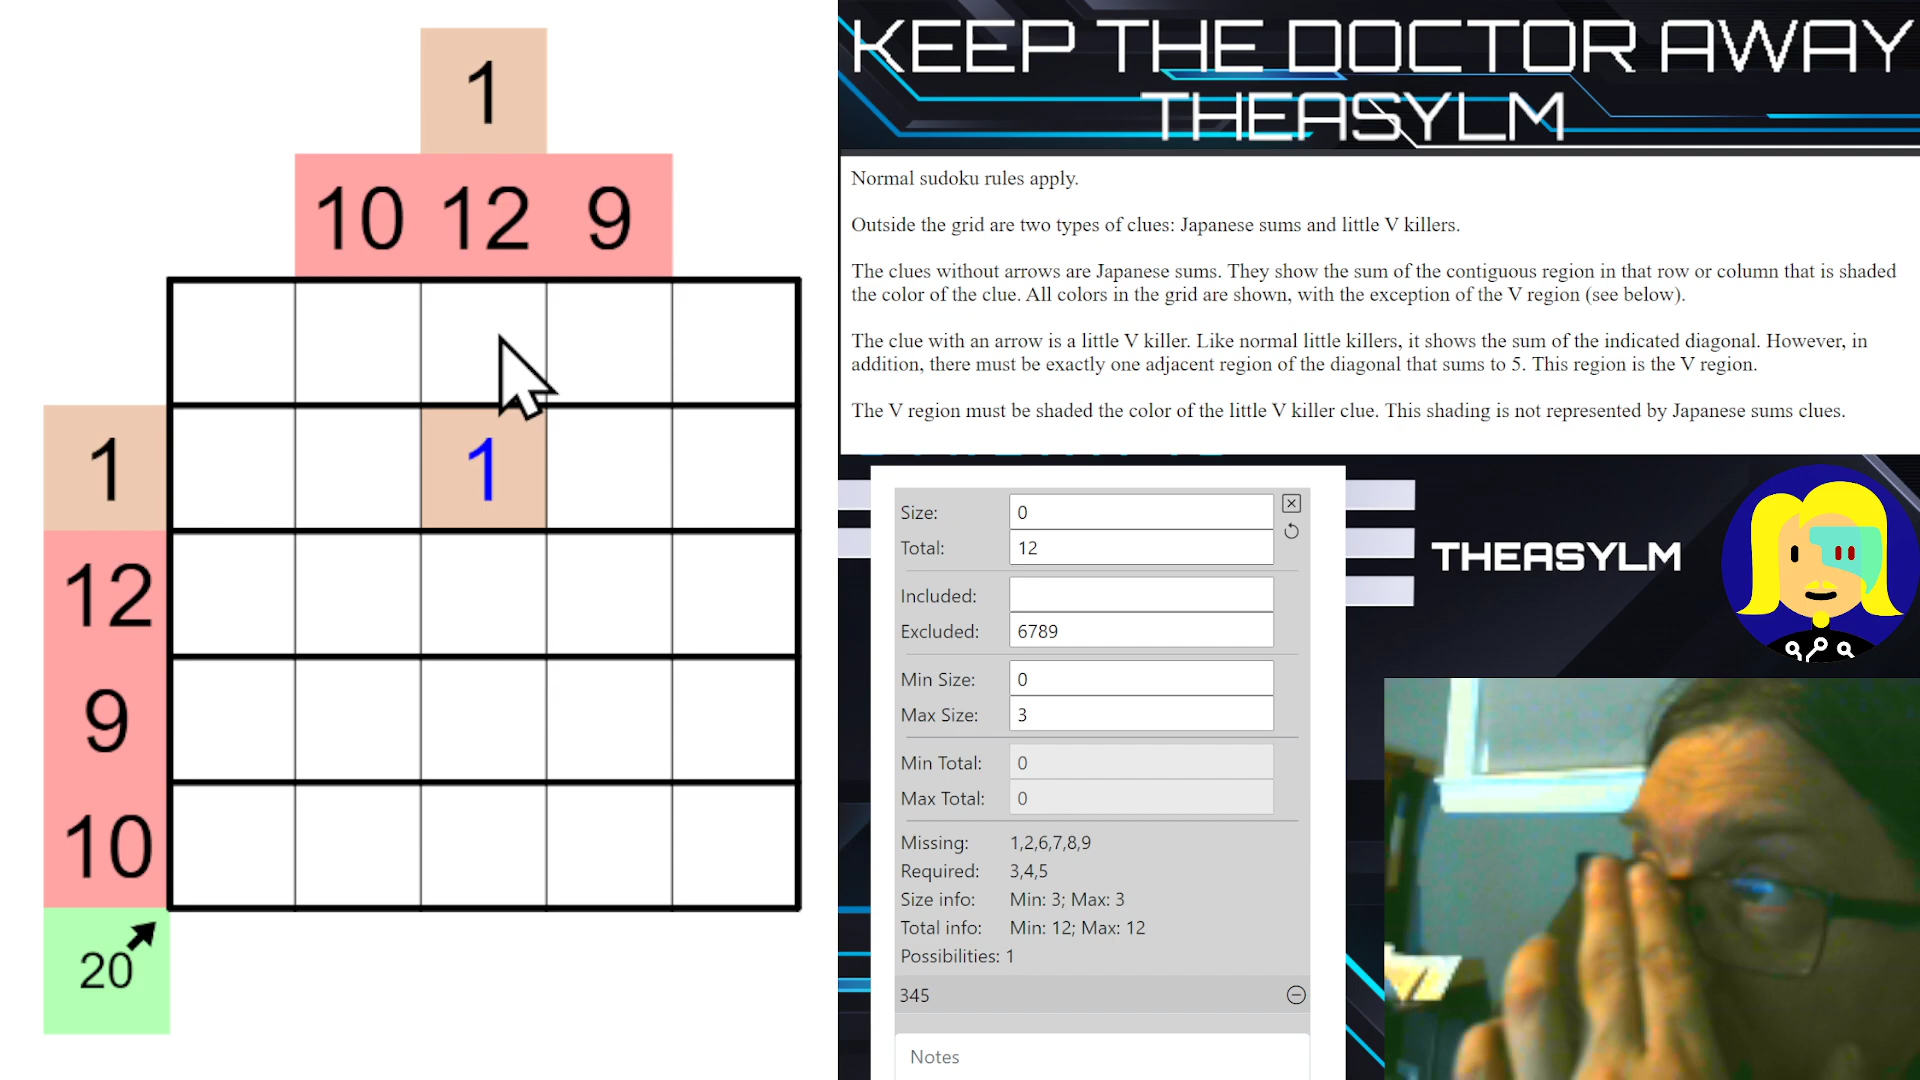 KEEP THE DOCTOR AWAY
THEASYLM
1
10 12 9
1
1
12
9
10
20
Normal sudoku rules apply.
Outside the grid are two types of clues: Japanese sums and little V killers.
The clues without arrows are Japanese sums. They show the sum of the contiguous region in that row or column that is shaded
the color of the clue. All colors in the grid are shown, with the exception of the V region (see below).
The clue with an arrow is a little V killer. Like normal little killers, it shows the sum of the indicated diagonal. However, in
addition, there must be exactly one adjacent region of the diagonal that sums to 5. This region is the V region.
The V region must be shaded the color of the little V killer clue. This shading is not represented by Japanese sums clues.
Size: 0
Total: 12
Included:
Excluded: 6789
Min Size: 0
Max Size: 3
Min Total: 0
Max Total: 0
Missing: 1,2,6,7,8,9
Required: 3,4,5
Size info: Min: 3; Max: 3
Total info: Min: 12; Max: 12
Possibilities: 1
345
Notes
THEASYLM